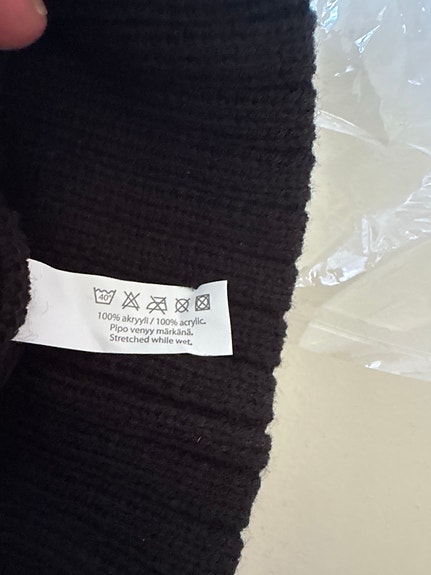 40°
100% akryyli / 100% acrylic.
Pipo venyy märkänä.
Stretched while wet.